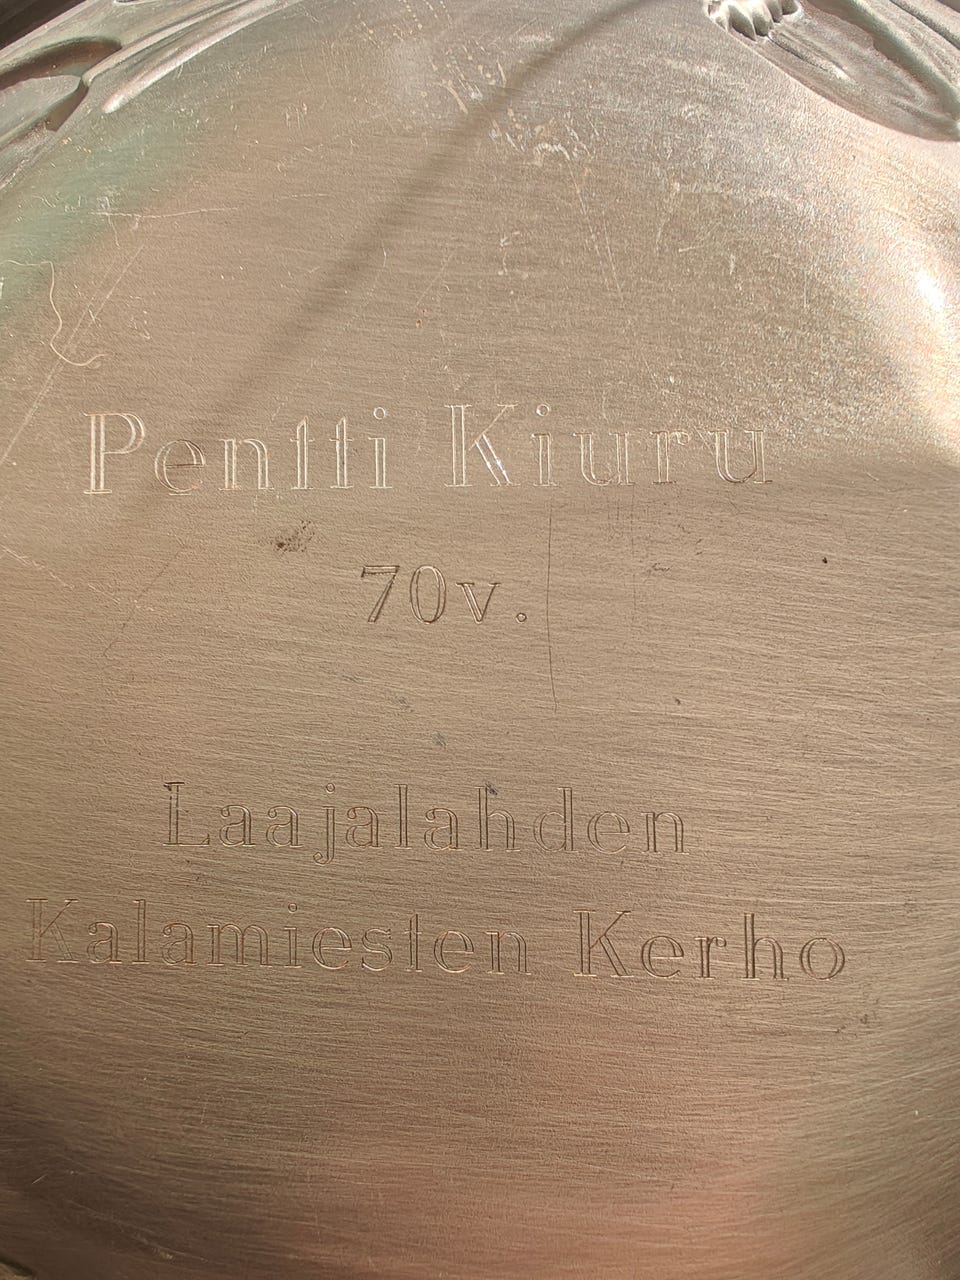 Pentti Kiuru
70v.
Laajalahden
Kalamiesten Kerho